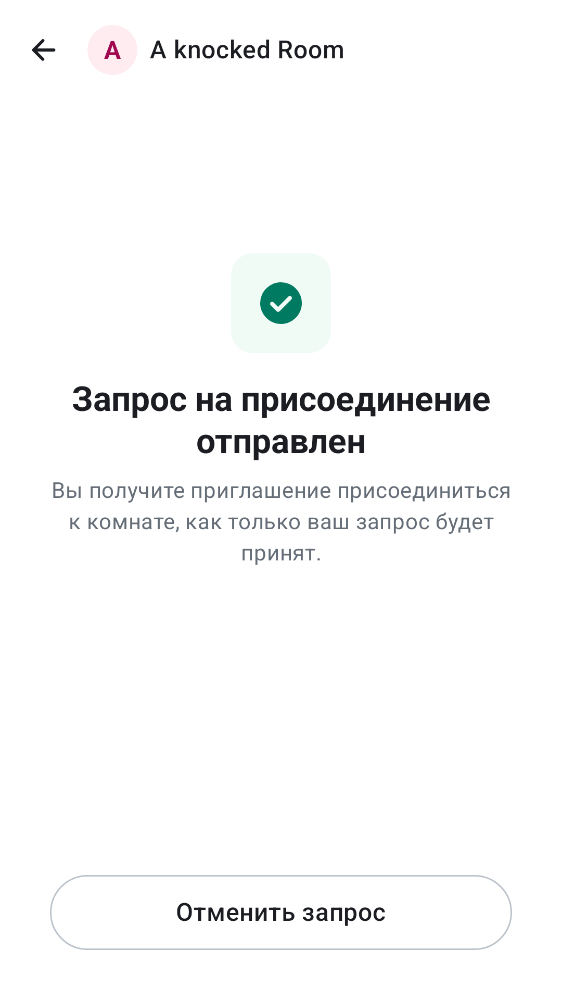 A
A knocked Room
Запрос на присоединение
отправлен
Вы получите приглашение присоединиться
к комнате, как только ваш запрос будет
принят.
Отменить запрос